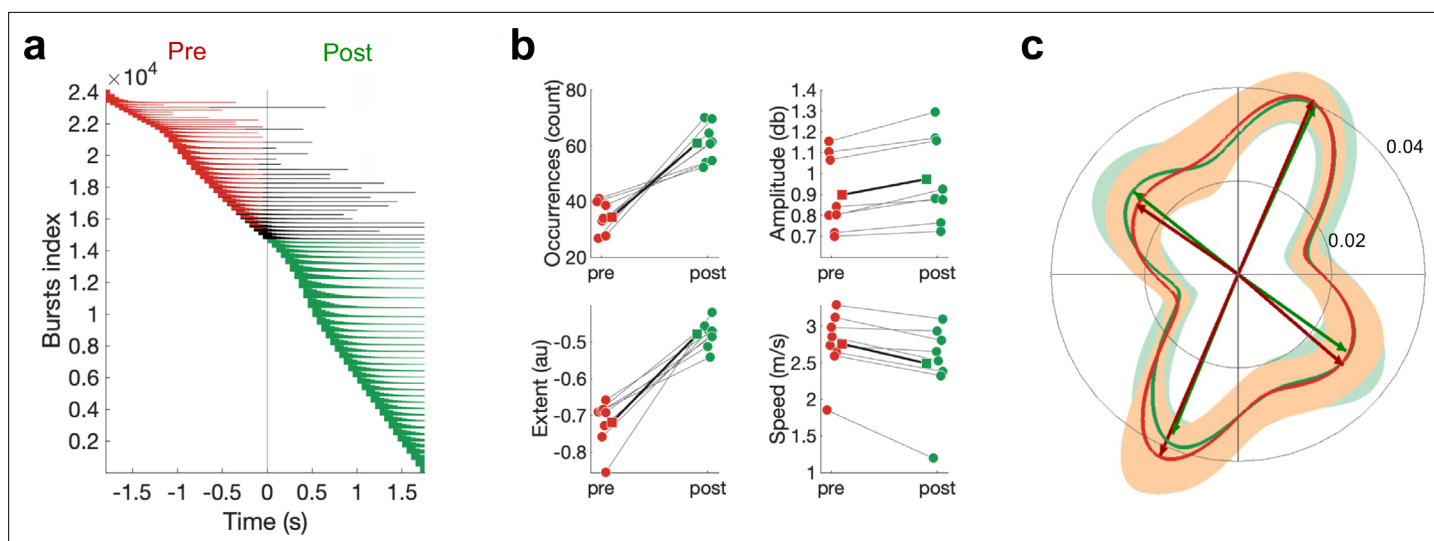 a
Pre Post
×10⁴
2.4
2.2
2
1.8
1.6
1.4
1.2
1
0.8
0.6
0.4
0.2
Bursts index
-1.5 -1 -0.5 0 0.5 1 1.5
Time (s)
b
80
60
40
20
Occurrences (count)
pre post
1.4
1.3
1.2
1.1
1
0.9
0.8
0.7
Amplitude (db)
pre post
-0.5
-0.6
-0.7
-0.8
Extent (au)
pre post
3
2.5
2
1.5
1
Speed (m/s)
pre post
c
0.04
0.02